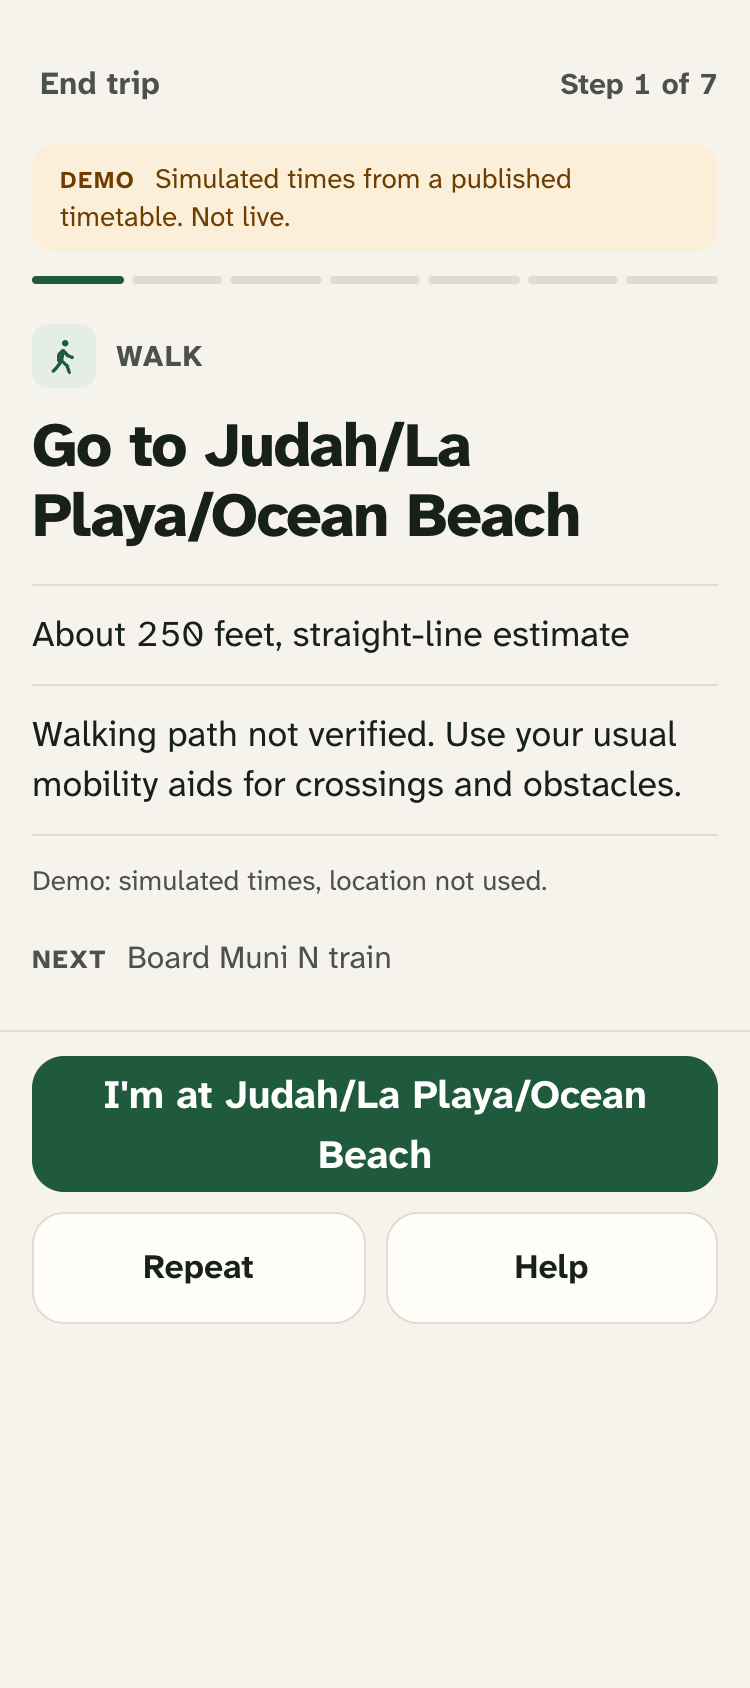 End trip
Step 1 of 7
DEMO Simulated times from a published
timetable. Not live.
WALK
Go to Judah/La
Playa/Ocean Beach
About 250 feet, straight-line estimate
Walking path not verified. Use your usual
mobility aids for crossings and obstacles.
Demo: simulated times, location not used.
NEXT Board Muni N train
I'm at Judah/La Playa/Ocean
Beach
Repeat
Help